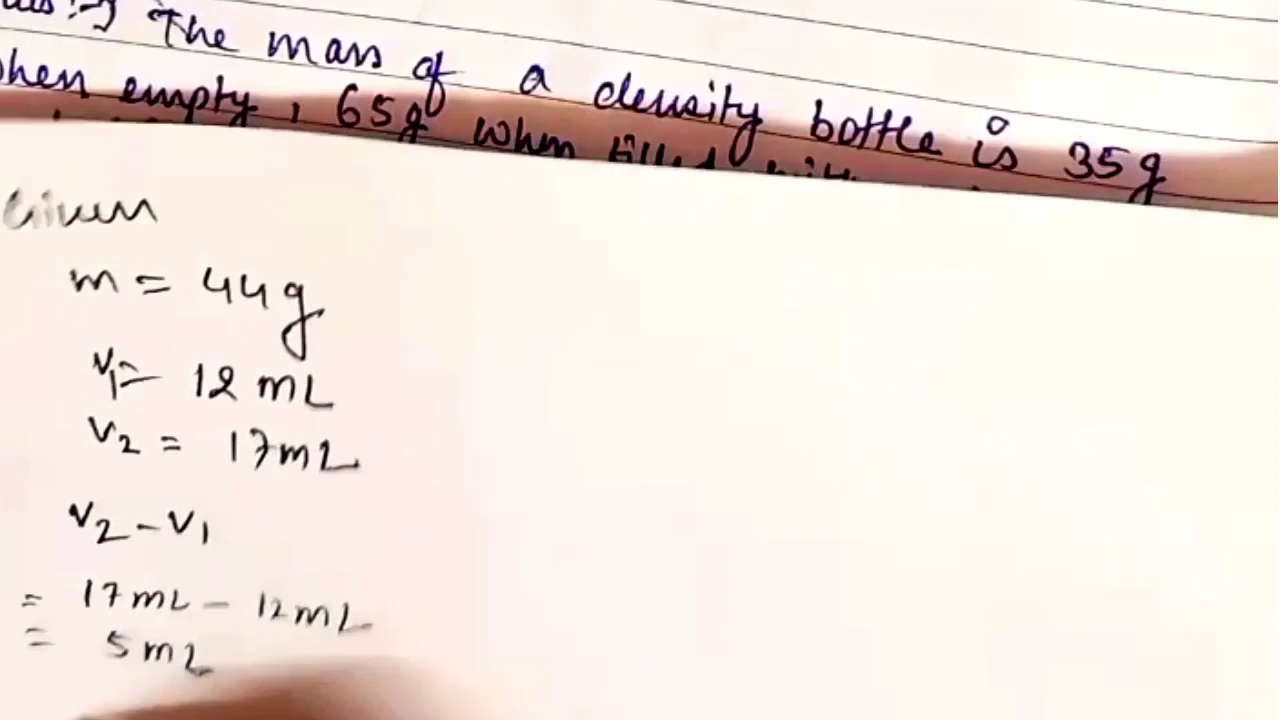 The mass of a density bottle is 35g
when empty, 65g when filled
Given
m = 44g
V1 = 12 mL
V2 = 17mL
V2 - V1
= 17mL - 12mL
= 5mL